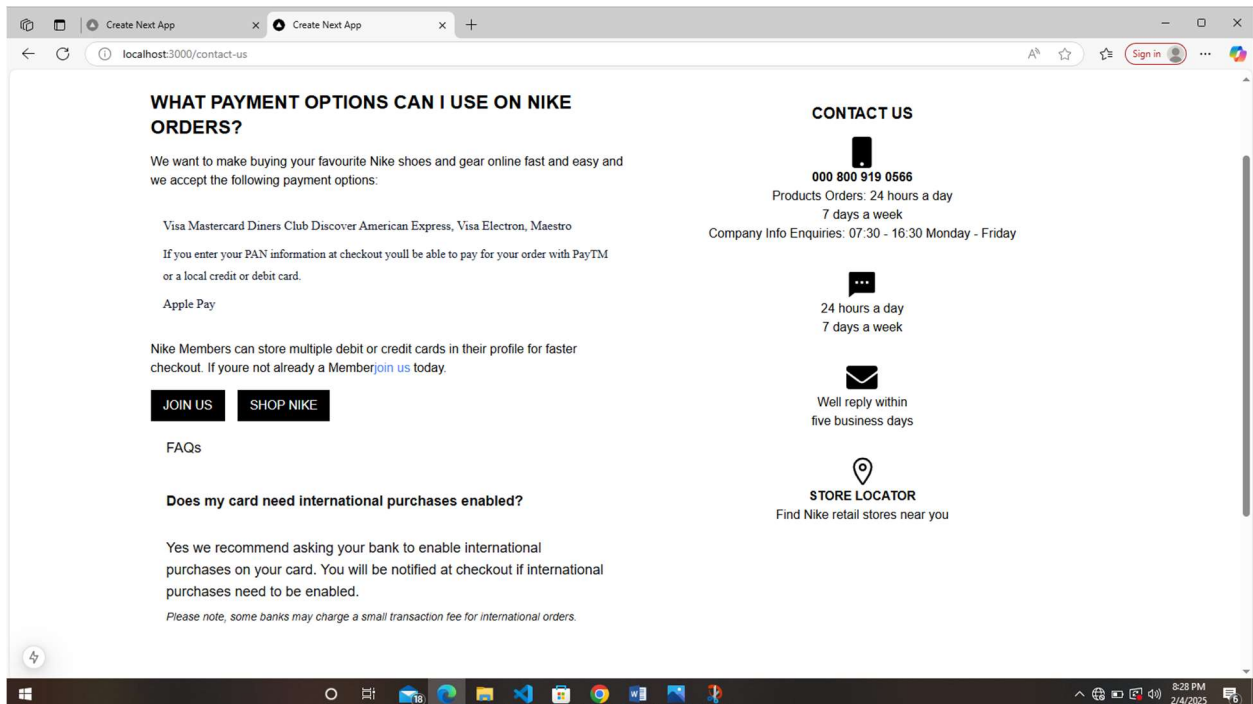 Create Next App
Create Next App
localhost:3000/contact-us
Sign in
WHAT PAYMENT OPTIONS CAN I USE ON NIKE
ORDERS?
We want to make buying your favourite Nike shoes and gear online fast and easy and
we accept the following payment options:
Visa Mastercard Diners Club Discover American Express, Visa Electron, Maestro
If you enter your PAN information at checkout youll be able to pay for your order with PayTM
or a local credit or debit card.
Apple Pay
Nike Members can store multiple debit or credit cards in their profile for faster
checkout. If youre not already a Memberjoin us today.
JOIN US
SHOP NIKE
FAQs
Does my card need international purchases enabled?
Yes we recommend asking your bank to enable international
purchases on your card. You will be notified at checkout if international
purchases need to be enabled.
Please note, some banks may charge a small transaction fee for international orders.
CONTACT US
000 800 919 0566
Products Orders: 24 hours a day
7 days a week
Company Info Enquiries: 07:30 - 16:30 Monday - Friday
24 hours a day
7 days a week
Well reply within
five business days
STORE LOCATOR
Find Nike retail stores near you
18
8:28 PM
2/4/2025
6